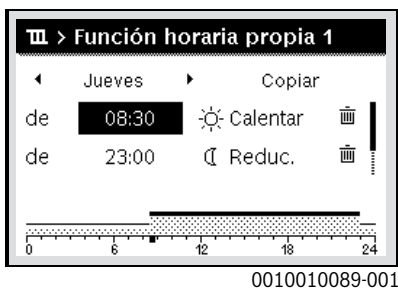 > Función horaria propia 1
Jueves Copiar
de 08:30 Calentar
de 23:00 Reduc.
0 6 12 18 24
0010010089-001